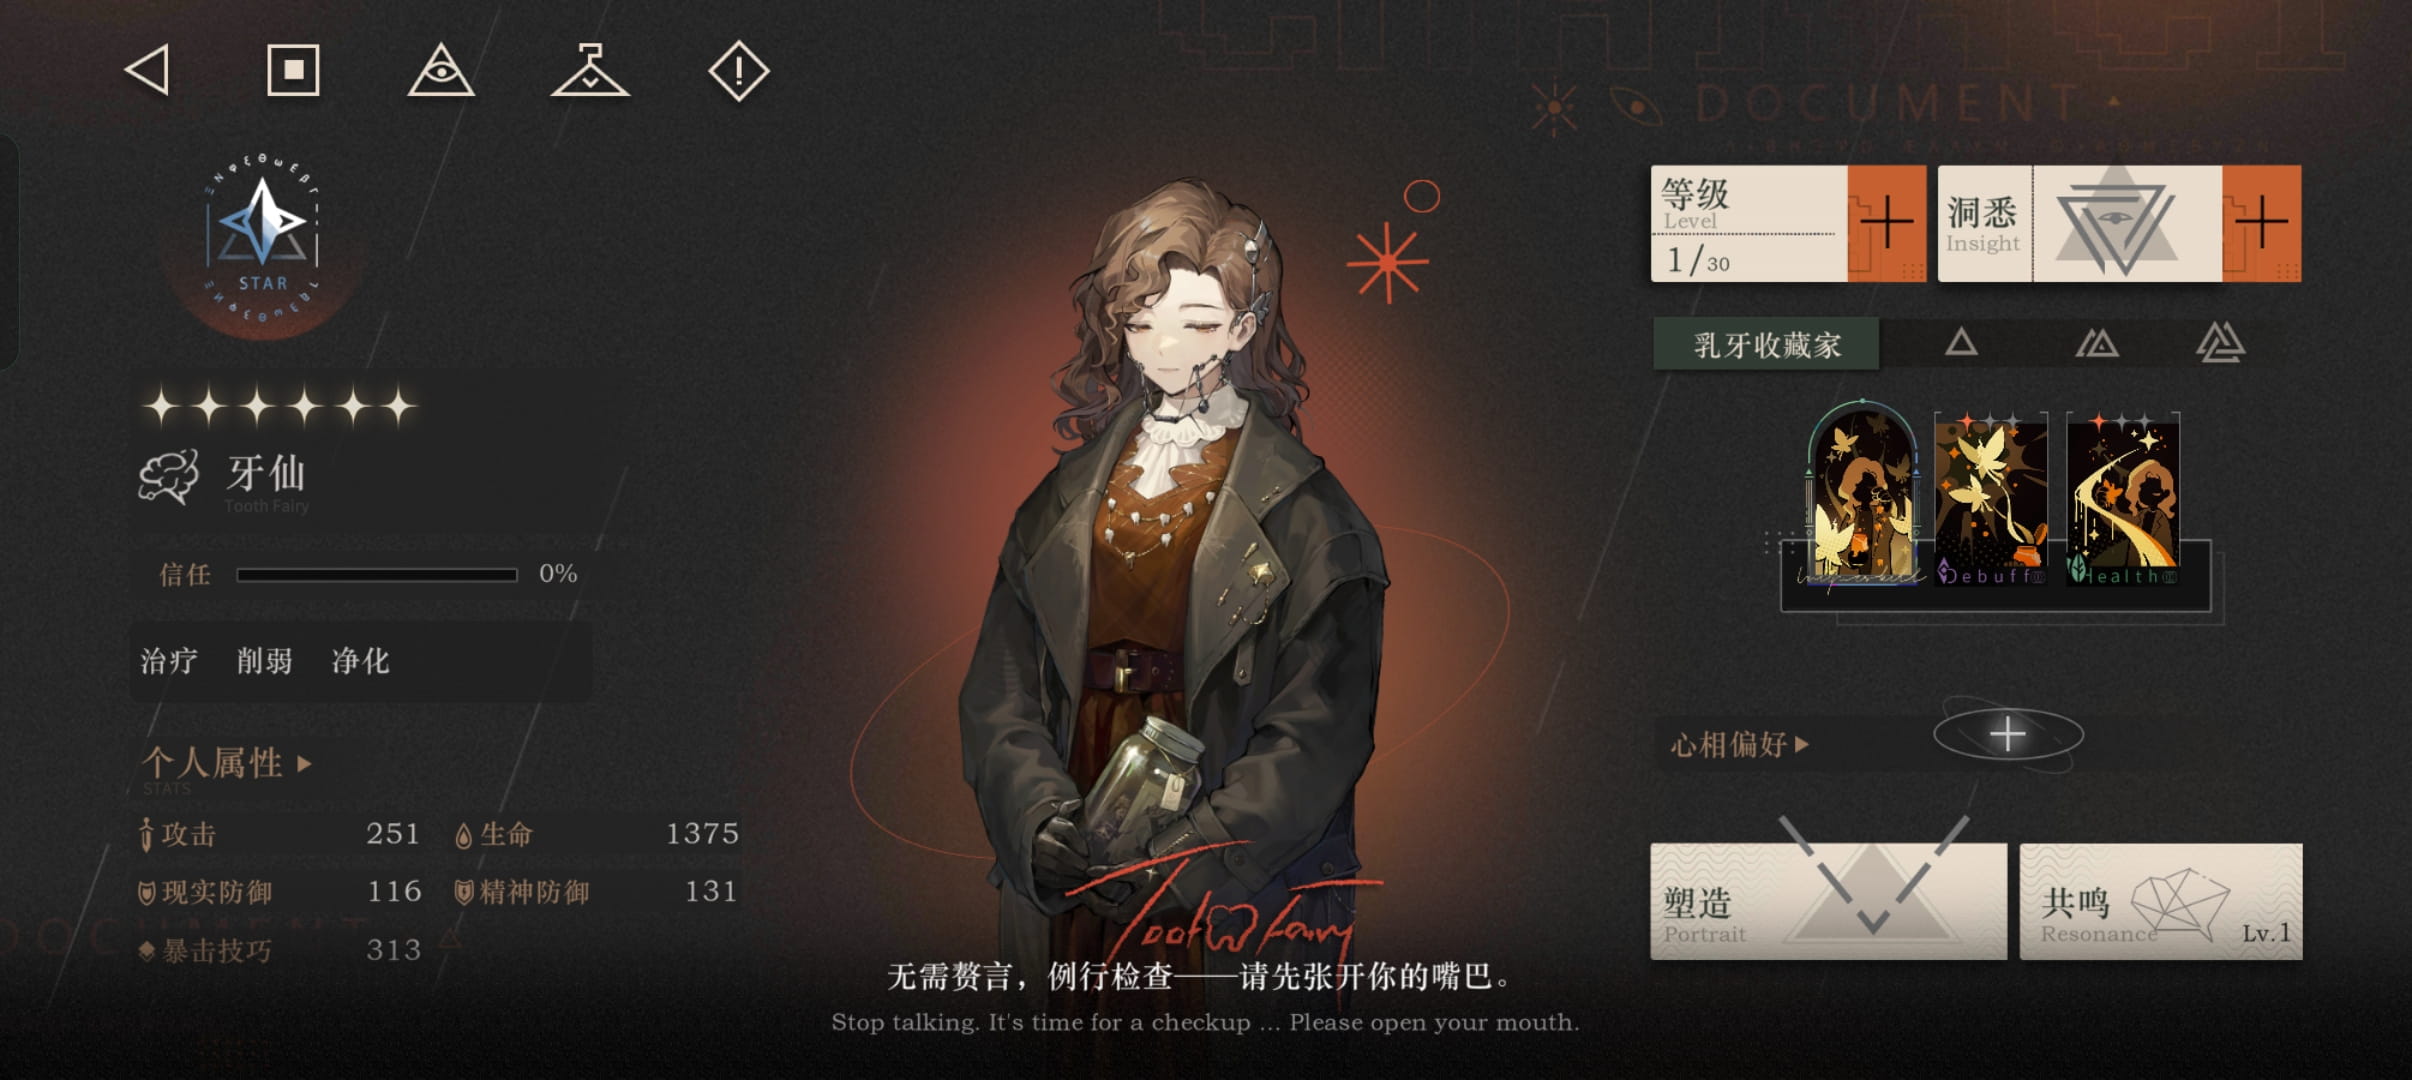 DOCUMENT
STAR
牙仙
Tooth Fairy
信任 0%
治疗 削弱 净化
个人属性
STATS
攻击 251 生命 1375
现实防御 116 精神防御 131
暴击技巧 313
等级
Level
1/30
洞悉
Insight
乳牙收藏家
Debuff
Health
心相偏好
塑造
Portrait
共鸣
Resonance
Lv.1
Tooth Fairy
无需赘言，例行检查——请先张开你的嘴巴。
Stop talking. It's time for a checkup ... Please open your mouth.